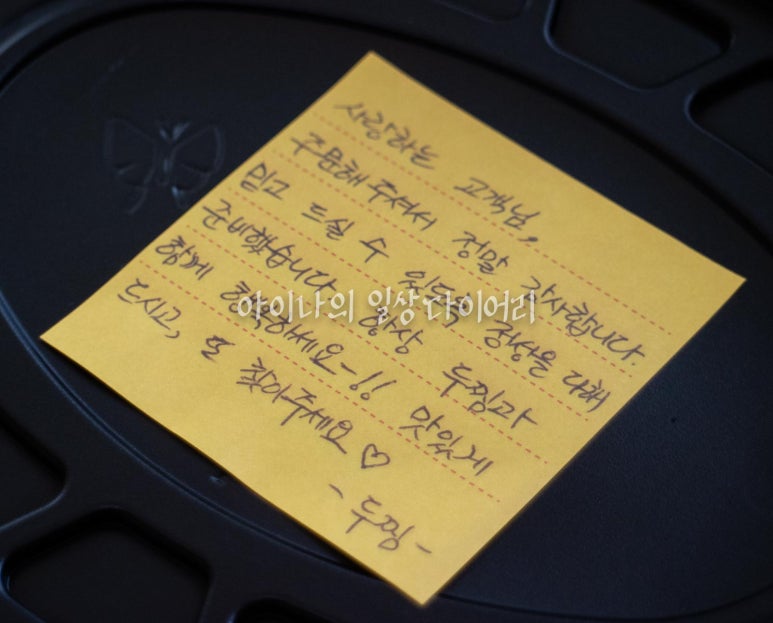 사랑하는 고객님,
주문해 주셔서 정말 감사합니다.
믿고 드실 수 있도록 정성을 다해
준비했습니다. 항상 두찜과
함께 행복하세요~!! 맛있게
드시고, 또 찾아주세요 ♡
- 두찜 -
아이나의 일상다이어리